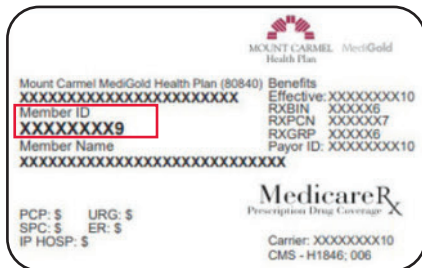 MOUNT CARMEL MediGold
Health Plan
Mount Carmel MediGold Health Plan (80840)
XXXXXXXXXXXXXXXXXXXXXXX
Member ID
XXXXXXXX9
Member Name
XXXXXXXXXXXXXXXXXXXXXXXXXXXX
Benefits
Effective: XXXXXXXX10
RXBIN XXXXX6
RXPCN XXXXXX7
RXGRP XXXXX6
Payor ID: XXXXXXXX10
MedicareRx
Prescription Drug Coverage
PCP: $ URG: $
SPC: $ ER: $
IP HOSP: $
Carrier: XXXXXXXX10
CMS - H1846; 006